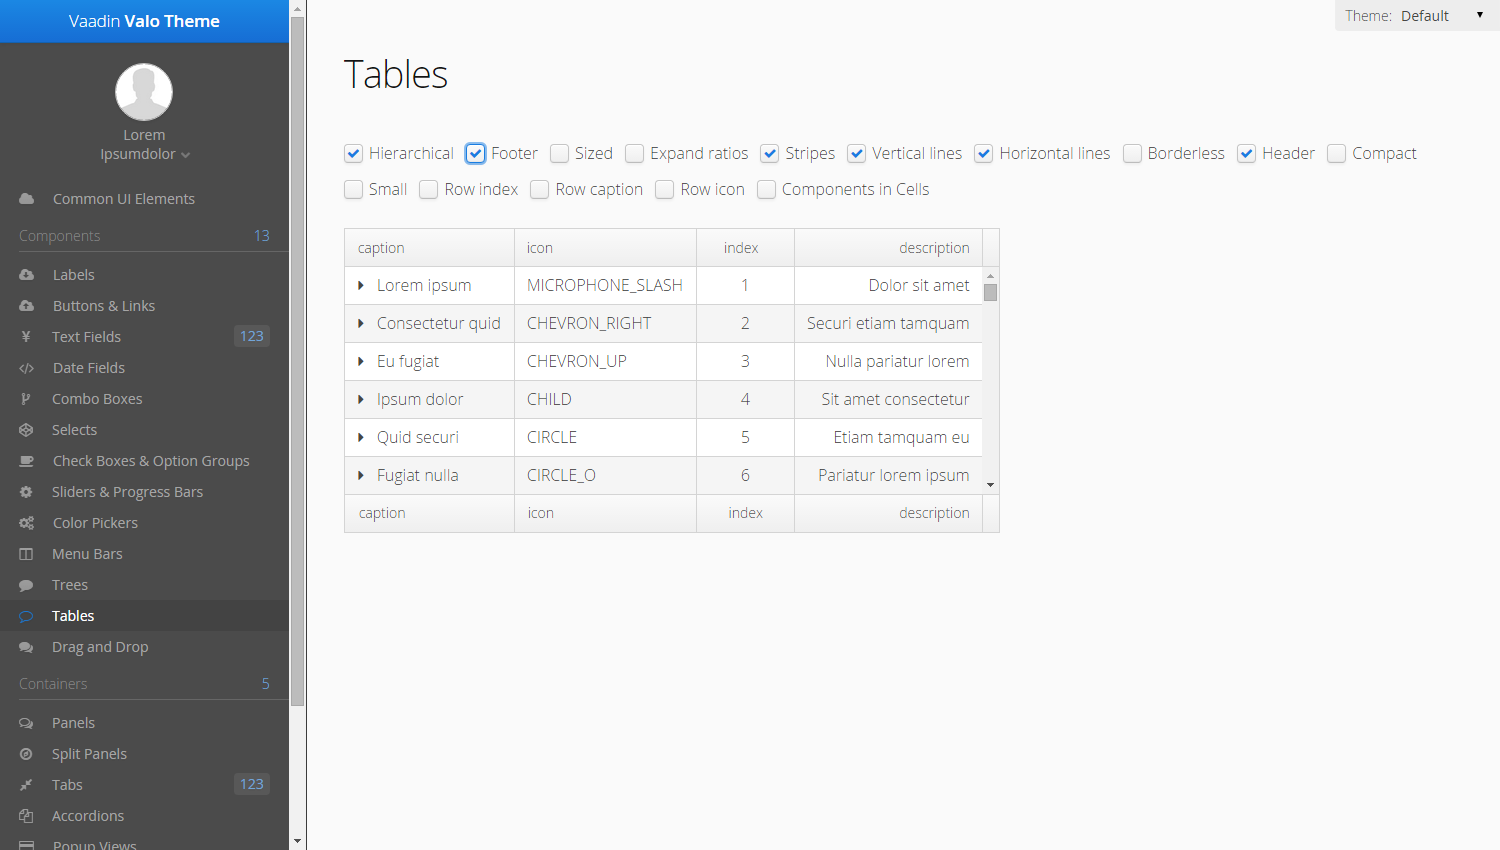 Vaadin Valo Theme
Lorem
Ipsumdolor
Common UI Elements
Components 13
Labels
Buttons & Links
Text Fields 123
Date Fields
Combo Boxes
Selects
Check Boxes & Option Groups
Sliders & Progress Bars
Color Pickers
Menu Bars
Trees
Tables
Drag and Drop
Containers 5
Panels
Split Panels
Tabs 123
Accordions
Popup Views
Theme: Default
Tables
Hierarchical Footer Sized Expand ratios Stripes Vertical lines Horizontal lines Borderless Header Compact
Small Row index Row caption Row icon Components in Cells
caption icon index description
Lorem ipsum MICROPHONE_SLASH 1 Dolor sit amet
Consectetur quid CHEVRON_RIGHT 2 Securi etiam tamquam
Eu fugiat CHEVRON_UP 3 Nulla pariatur lorem
Ipsum dolor CHILD 4 Sit amet consectetur
Quid securi CIRCLE 5 Etiam tamquam eu
Fugiat nulla CIRCLE_O 6 Pariatur lorem ipsum
caption icon index description